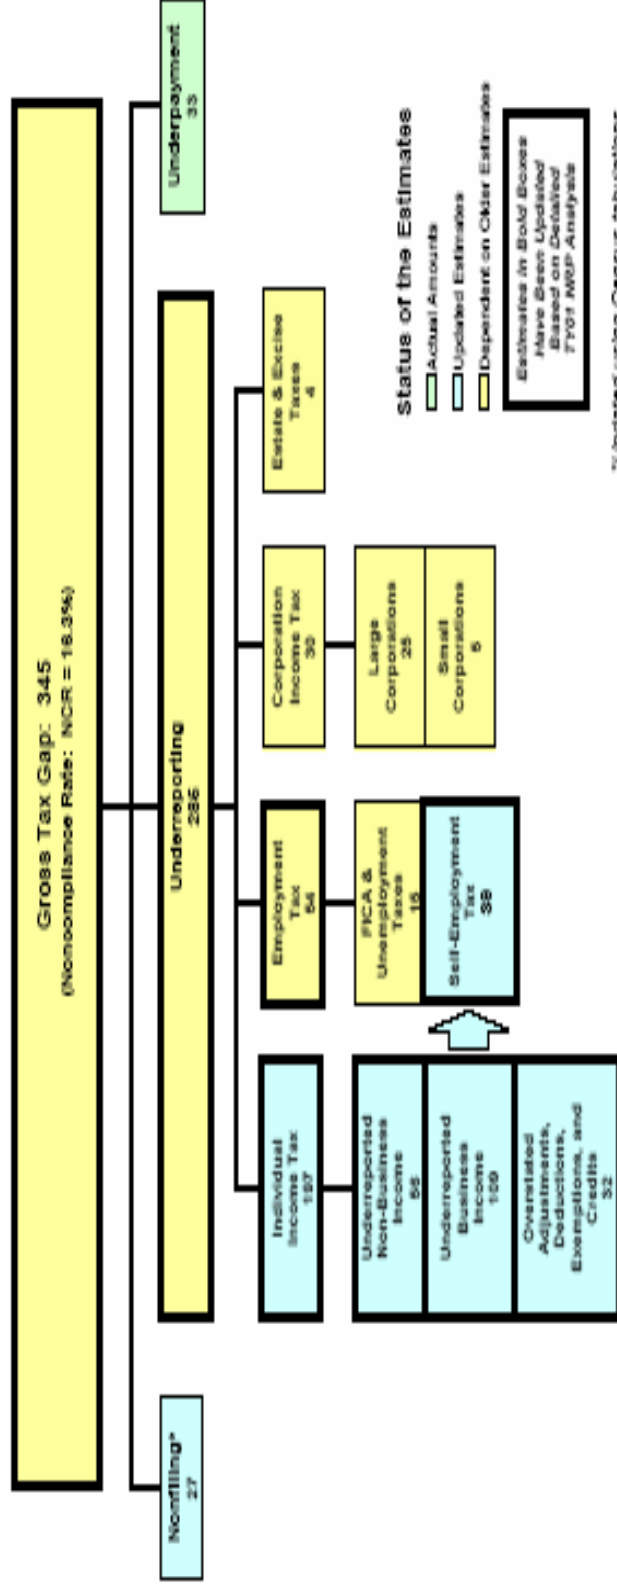 Gross Tax Gap: 345
(Noncompliance Rate: NCR = 16.3%)
Nonfiling*
27
Underreporting
285
Underpayment
33
Individual
Income Tax
197
Underreported
Non-Business
Income
56
Underreported
Business
Income
109
Overstated
Adjustments,
Deductions,
Exemptions, and
Credits
32
Employment
Tax
54
FICA &
Unemployment
Taxes
15
Self-Employment
Tax
39
Corporation
Income Tax
30
Large
Corporations
25
Small
Corporations
5
Estate & Excise
Taxes
4
Status of the Estimates
Actual Amounts
Updated Estimates
Dependent on Older Estimates
Estimates in Bold Boxes
Have Been Updated
Based on Detailed
TY01 NRP Analysis
*Updated using Census tabulations